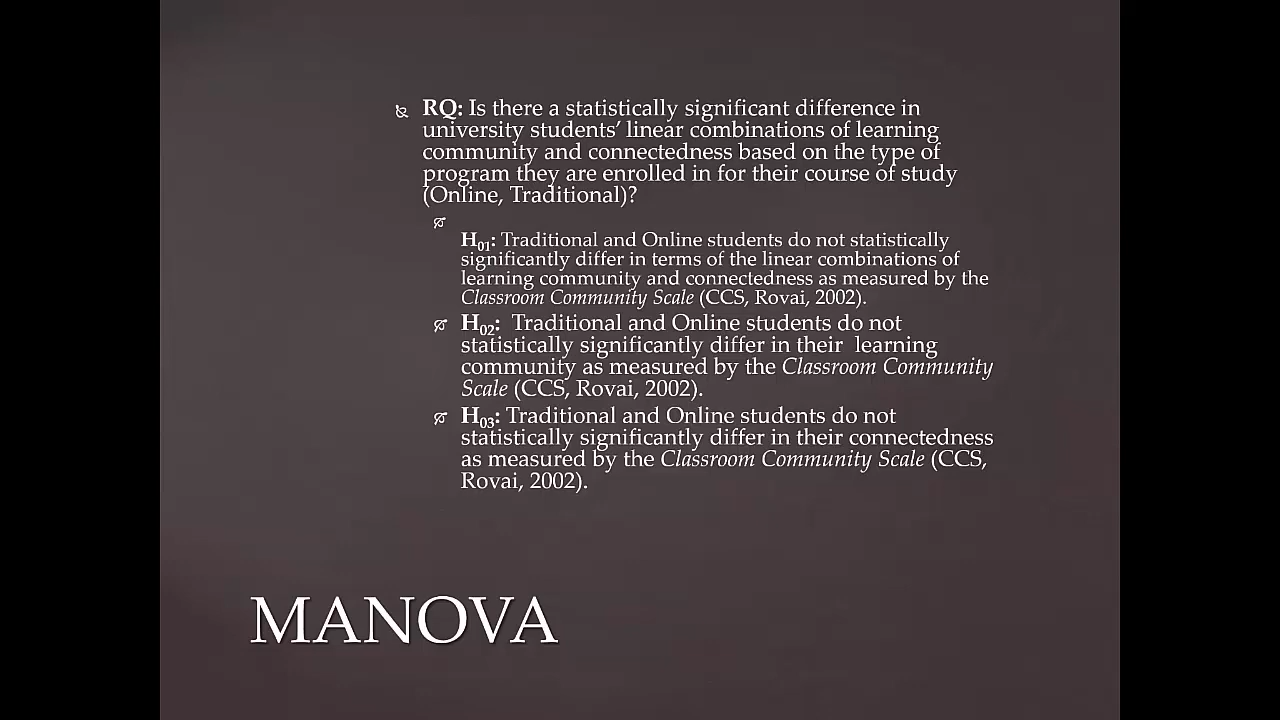 RQ: Is there a statistically significant difference in
university students’ linear combinations of learning
community and connectedness based on the type of
program they are enrolled in for their course of study
(Online, Traditional)?
H01: Traditional and Online students do not statistically
significantly differ in terms of the linear combinations of
learning community and connectedness as measured by the
Classroom Community Scale (CCS, Rovai, 2002).
H02: Traditional and Online students do not
statistically significantly differ in their learning
community as measured by the Classroom Community
Scale (CCS, Rovai, 2002).
H03: Traditional and Online students do not
statistically significantly differ in their connectedness
as measured by the Classroom Community Scale (CCS,
Rovai, 2002).
MANOVA